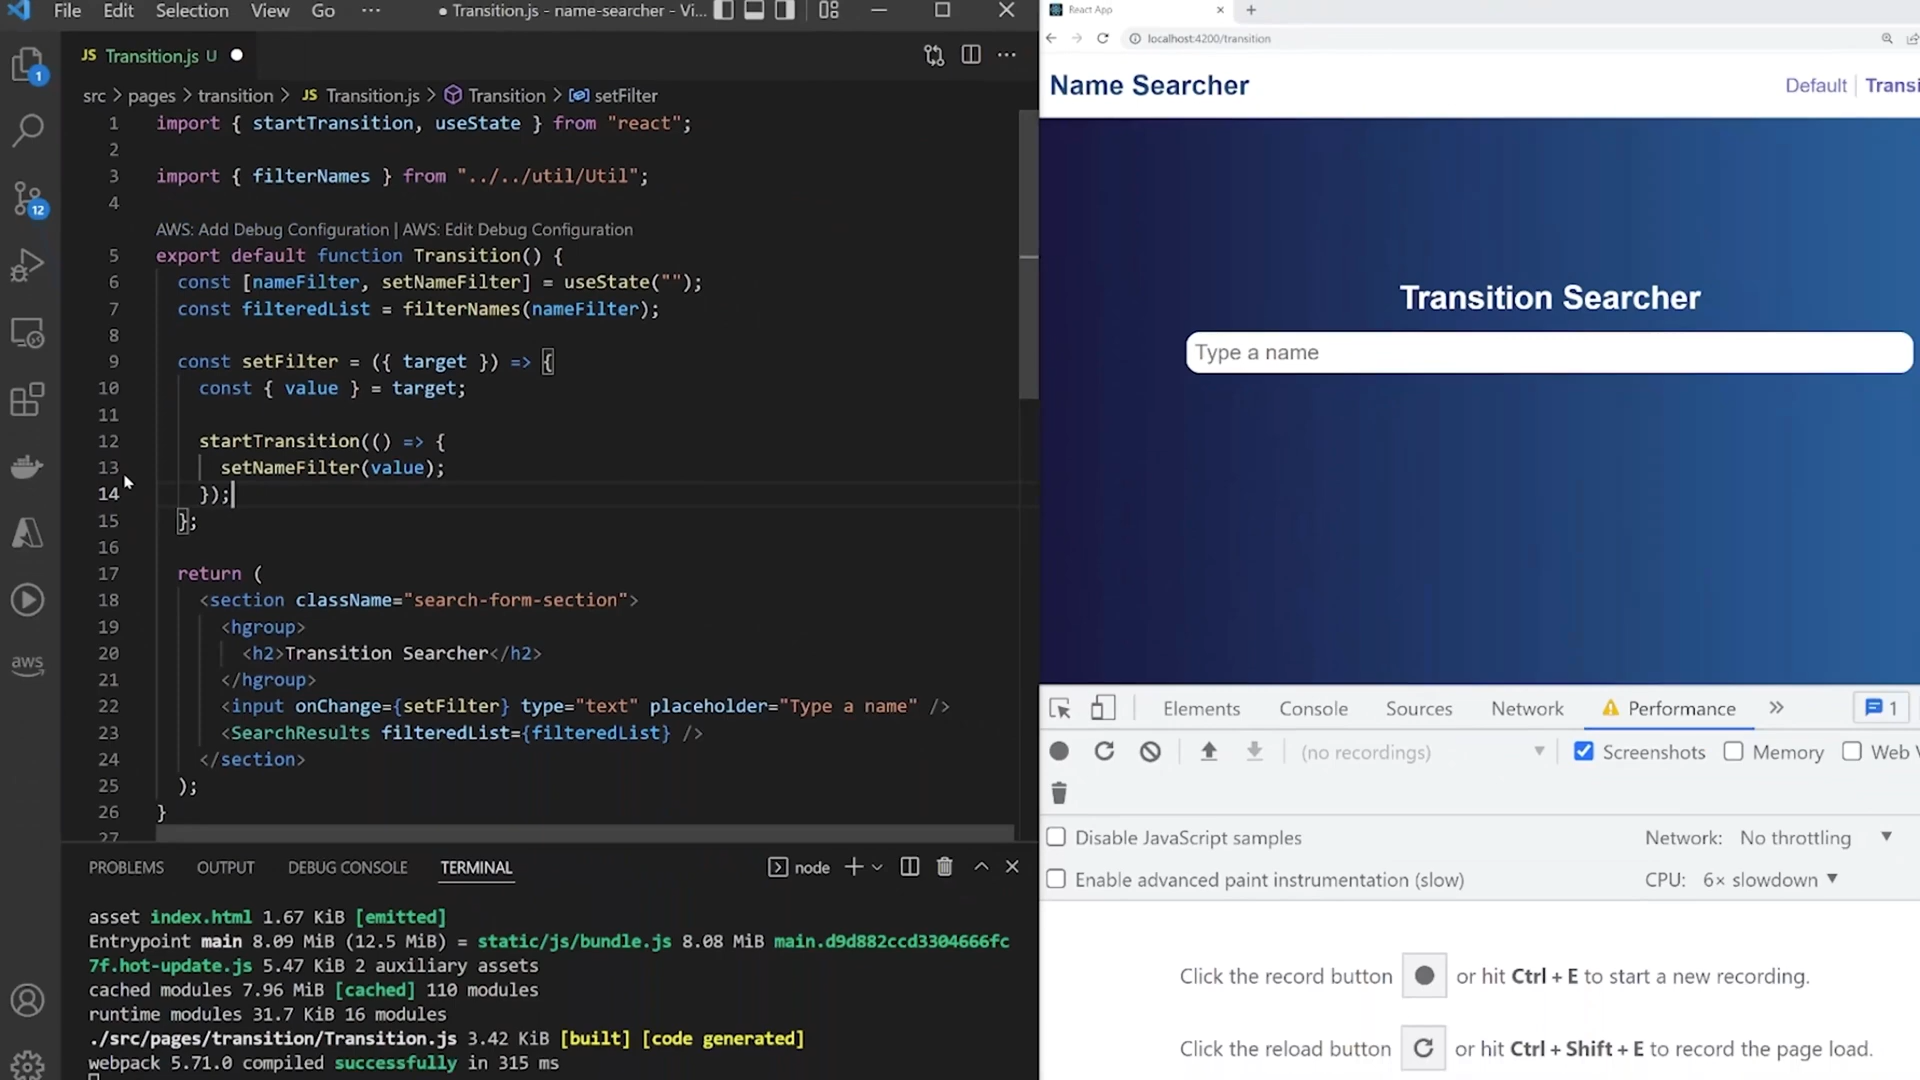 File Edit Selection View Go ··· ● Transition.js - name-searcher - Vi...
JS Transition.js U
src > pages > transition > JS Transition.js > Transition > setFilter
1 import { startTransition, useState } from "react";
2
3 import { filterNames } from "../../util/Util";
4
AWS: Add Debug Configuration | AWS: Edit Debug Configuration
5 export default function Transition() {
6 const [nameFilter, setNameFilter] = useState("");
7 const filteredList = filterNames(nameFilter);
8
9 const setFilter = ({ target }) => {
10 const { value } = target;
11
12 startTransition(() => {
13 setNameFilter(value);
14 });
15 };
16
17 return (
18 <section className="search-form-section">
19 <hgroup>
20 <h2>Transition Searcher</h2>
21 </hgroup>
22 <input onChange={setFilter} type="text" placeholder="Type a name" />
23 <SearchResults filteredList={filteredList} />
24 </section>
25 );
26 }
27
1
12
aws
PROBLEMS OUTPUT DEBUG CONSOLE TERMINAL
node
asset index.html 1.67 KiB [emitted]
Entrypoint main 8.09 MiB (12.5 MiB) = static/js/bundle.js 8.08 MiB main.d9d882ccd3304666fc
7f.hot-update.js 5.47 KiB 2 auxiliary assets
cached modules 7.96 MiB [cached] 110 modules
runtime modules 31.7 KiB 16 modules
./src/pages/transition/Transition.js 3.42 KiB [built] [code generated]
webpack 5.71.0 compiled successfully in 315 ms
React App
localhost:4200/transition
Name Searcher
Default | Transi
Transition Searcher
Type a name
Elements Console Sources Network Performance 1
(no recordings) Screenshots Memory Web V
Disable JavaScript samples Network: No throttling
Enable advanced paint instrumentation (slow) CPU: 6× slowdown
Click the record button or hit Ctrl + E to start a new recording.
Click the reload button or hit Ctrl + Shift + E to record the page load.